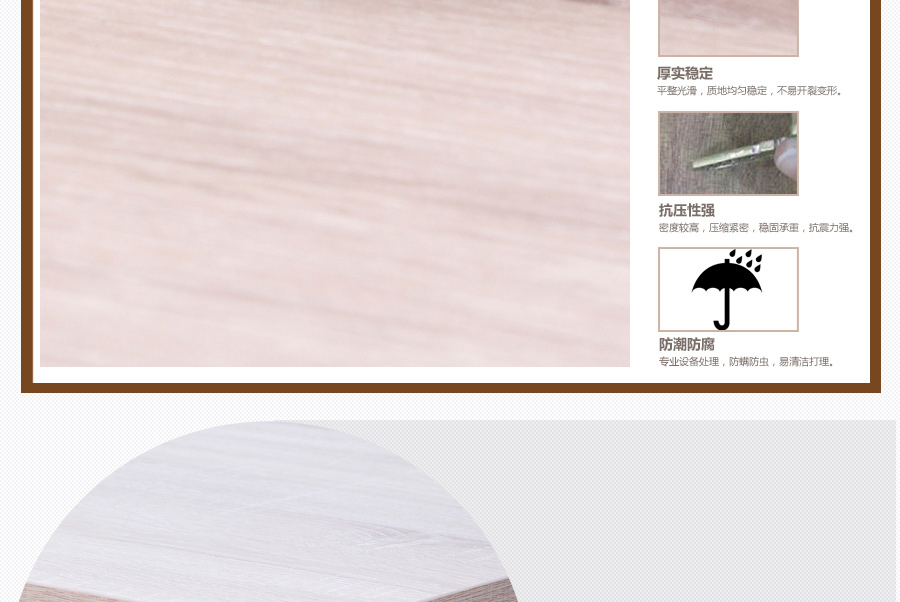 厚实稳定
平整光滑，质地均匀稳定，不易开裂变形。
抗压性强
密度较高，压缩紧密，稳固承重，抗震力强。
防潮防腐
专业设备处理，防螨防虫，易清洁打理。